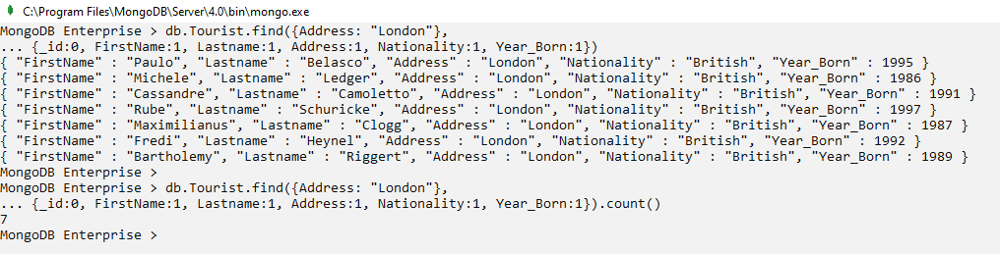 C:\Program Files\MongoDB\Server\4.0\bin\mongo.exe
MongoDB Enterprise > db.Tourist.find({Address: "London"},
... {_id:0, FirstName:1, Lastname:1, Address:1, Nationality:1, Year_Born:1})
{ "FirstName" : "Paulo", "Lastname" : "Belasco", "Address" : "London", "Nationality" : "British", "Year_Born" : 1995 }
{ "FirstName" : "Michele", "Lastname" : "Ledger", "Address" : "London", "Nationality" : "British", "Year_Born" : 1986 }
{ "FirstName" : "Cassandre", "Lastname" : "Camoletto", "Address" : "London", "Nationality" : "British", "Year_Born" : 1991 }
{ "FirstName" : "Rube", "Lastname" : "Schuricke", "Address" : "London", "Nationality" : "British", "Year_Born" : 1997 }
{ "FirstName" : "Maximilianus", "Lastname" : "Clogg", "Address" : "London", "Nationality" : "British", "Year_Born" : 1987 }
{ "FirstName" : "Fredi", "Lastname" : "Heynel", "Address" : "London", "Nationality" : "British", "Year_Born" : 1992 }
{ "FirstName" : "Bartholemy", "Lastname" : "Riggert", "Address" : "London", "Nationality" : "British", "Year_Born" : 1989 }
MongoDB Enterprise >
MongoDB Enterprise > db.Tourist.find({Address: "London"},
... {_id:0, FirstName:1, Lastname:1, Address:1, Nationality:1, Year_Born:1}).count()
7
MongoDB Enterprise >